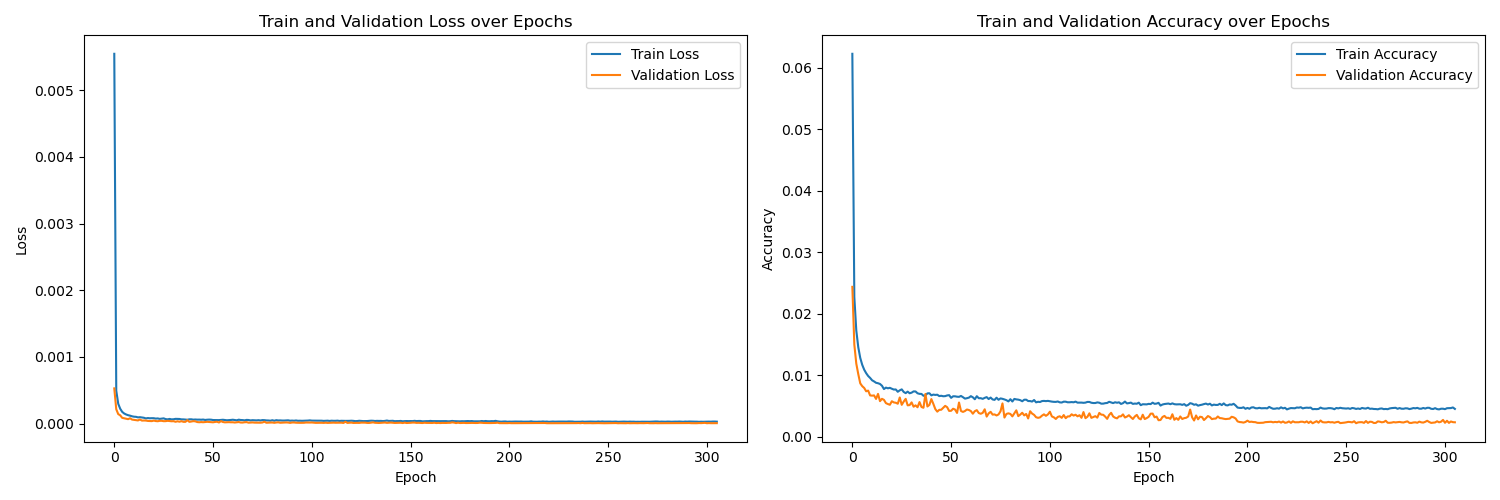 Train and Validation Loss over Epochs
Train Loss
Validation Loss
0.005
0.004
0.003
0.002
0.001
0.000
Loss
0
50
100
150
200
250
300
Epoch
Train and Validation Accuracy over Epochs
Train Accuracy
Validation Accuracy
0.06
0.05
0.04
0.03
0.02
0.01
0.00
Accuracy
0
50
100
150
200
250
300
Epoch